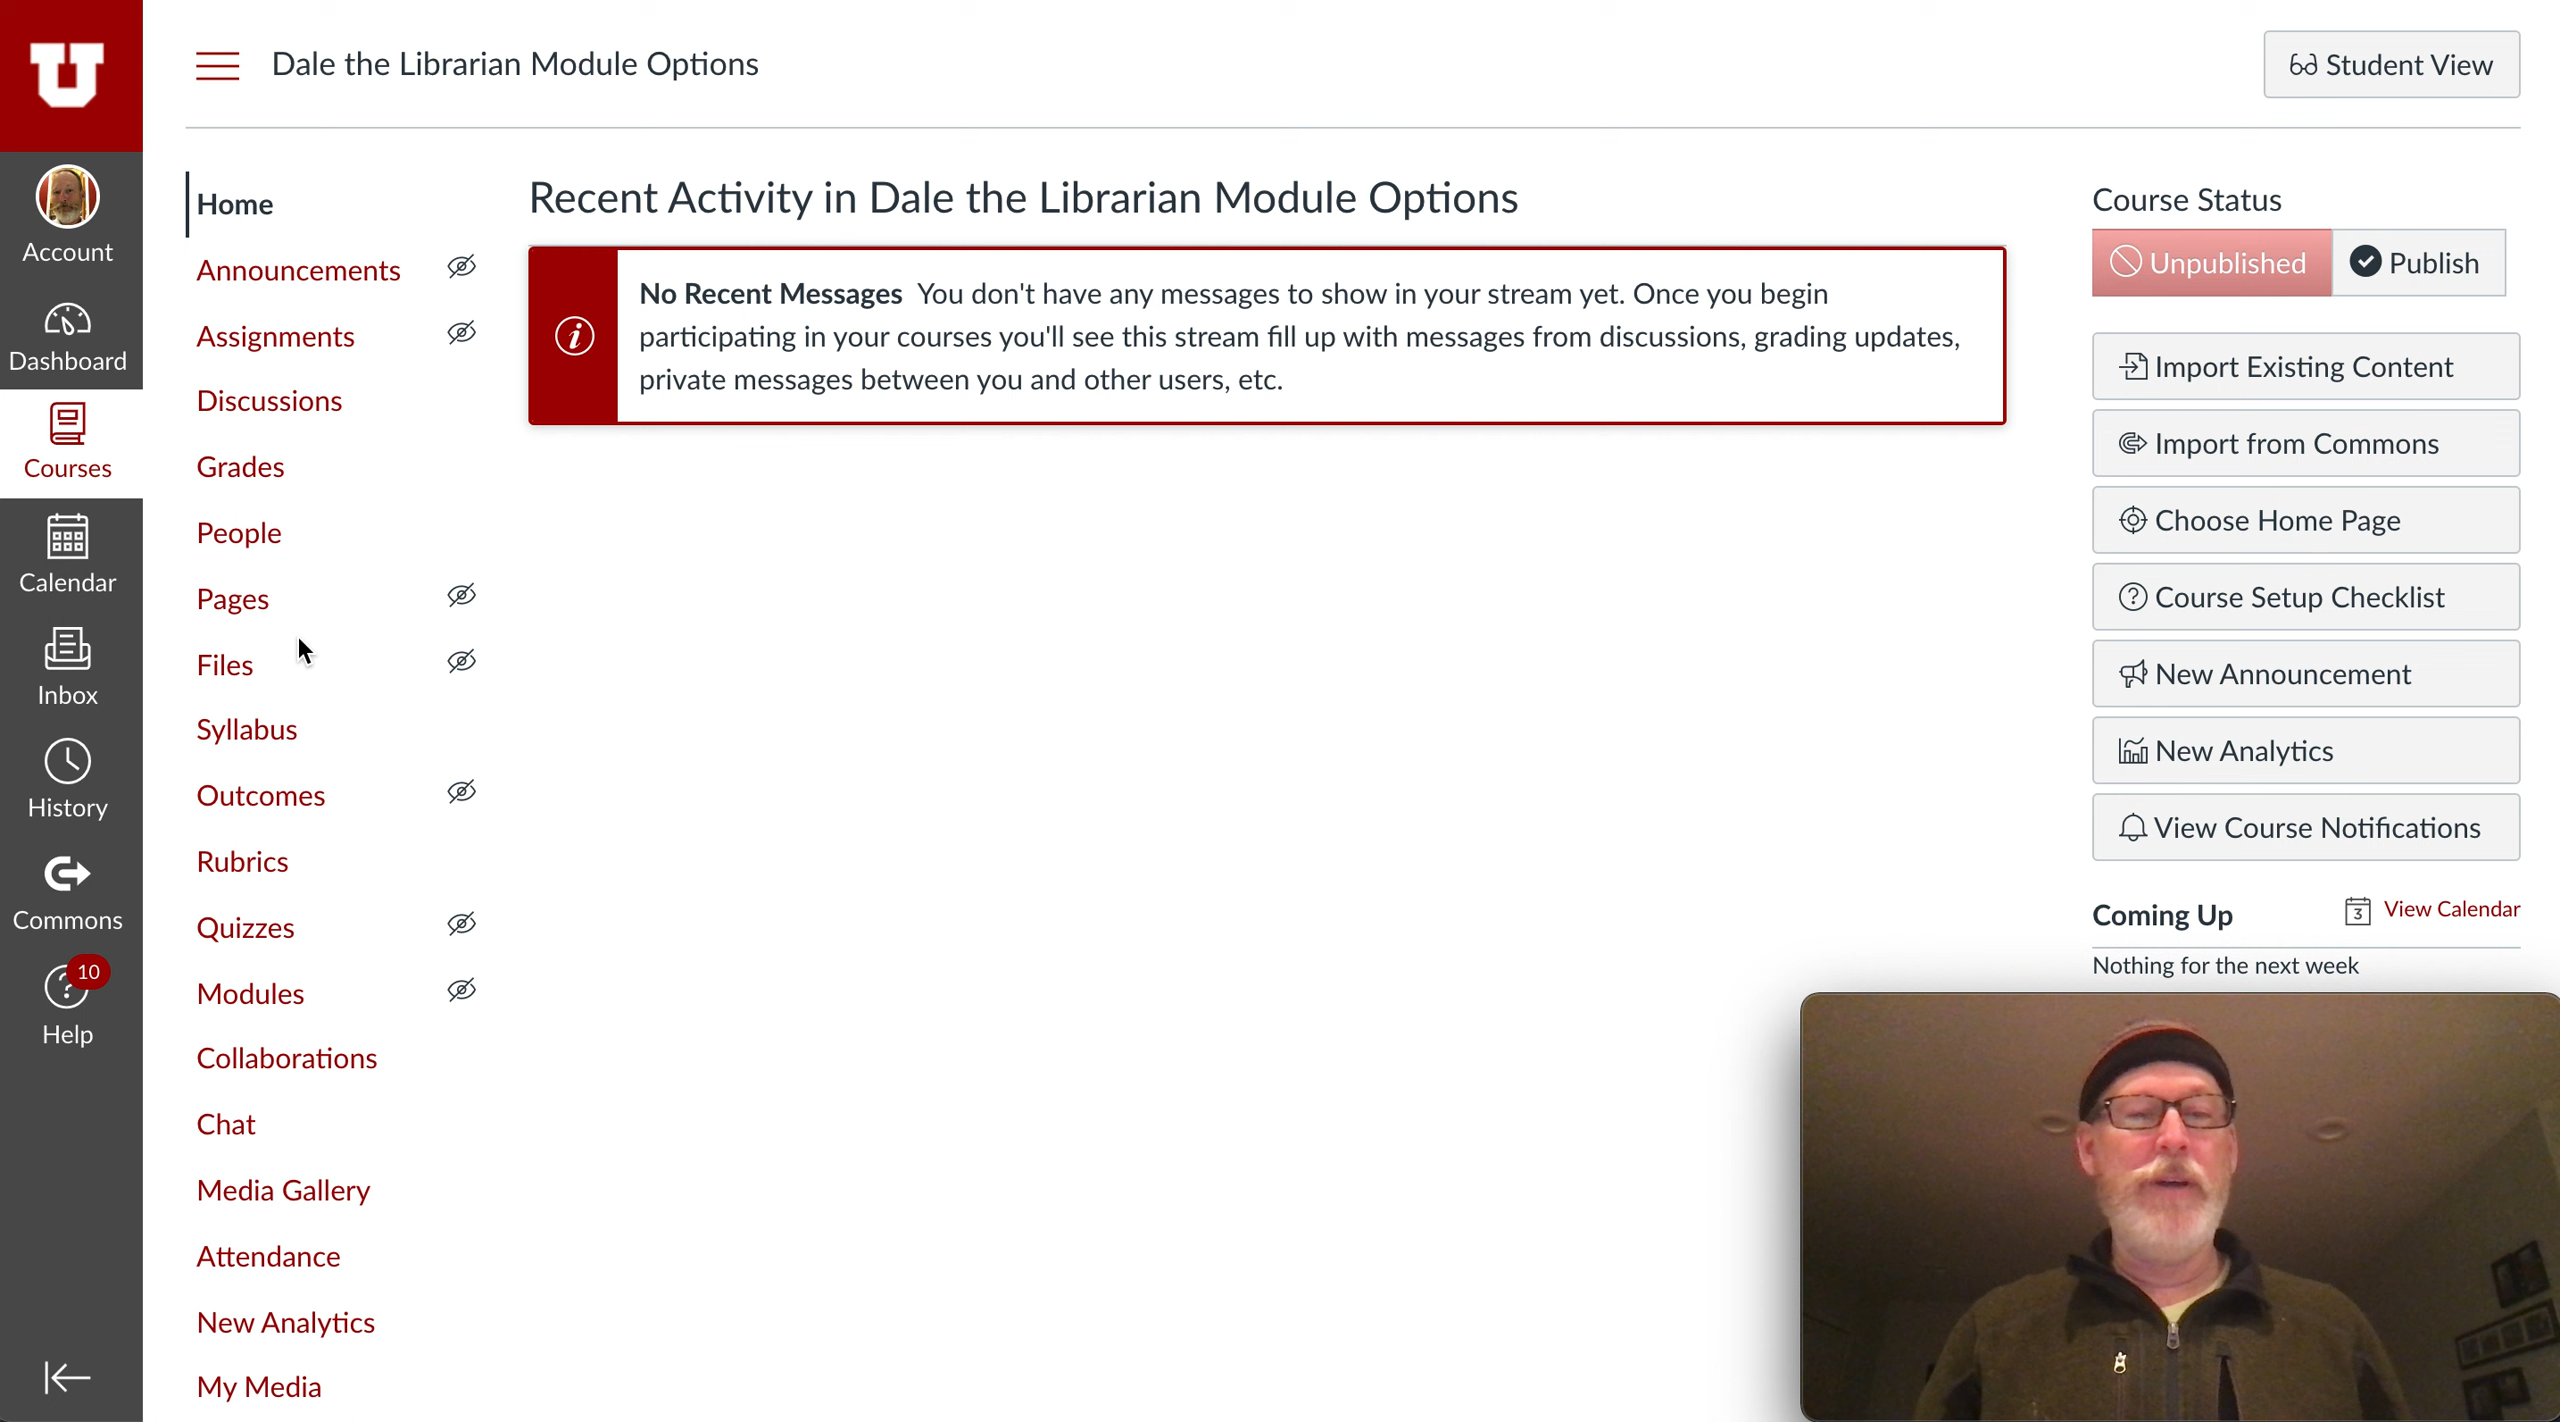 U
Dale the Librarian Module Options
Student View
Account
Dashboard
Courses
Calendar
Inbox
History
Commons
10
Help
Home
Announcements
Assignments
Discussions
Grades
People
Pages
Files
Syllabus
Outcomes
Rubrics
Quizzes
Modules
Collaborations
Chat
Media Gallery
Attendance
New Analytics
My Media
Recent Activity in Dale the Librarian Module Options
No Recent Messages You don't have any messages to show in your stream yet. Once you begin
participating in your courses you'll see this stream fill up with messages from discussions, grading updates,
private messages between you and other users, etc.
Course Status
Unpublished
Publish
Import Existing Content
Import from Commons
Choose Home Page
Course Setup Checklist
New Announcement
New Analytics
View Course Notifications
Coming Up
3 View Calendar
Nothing for the next week